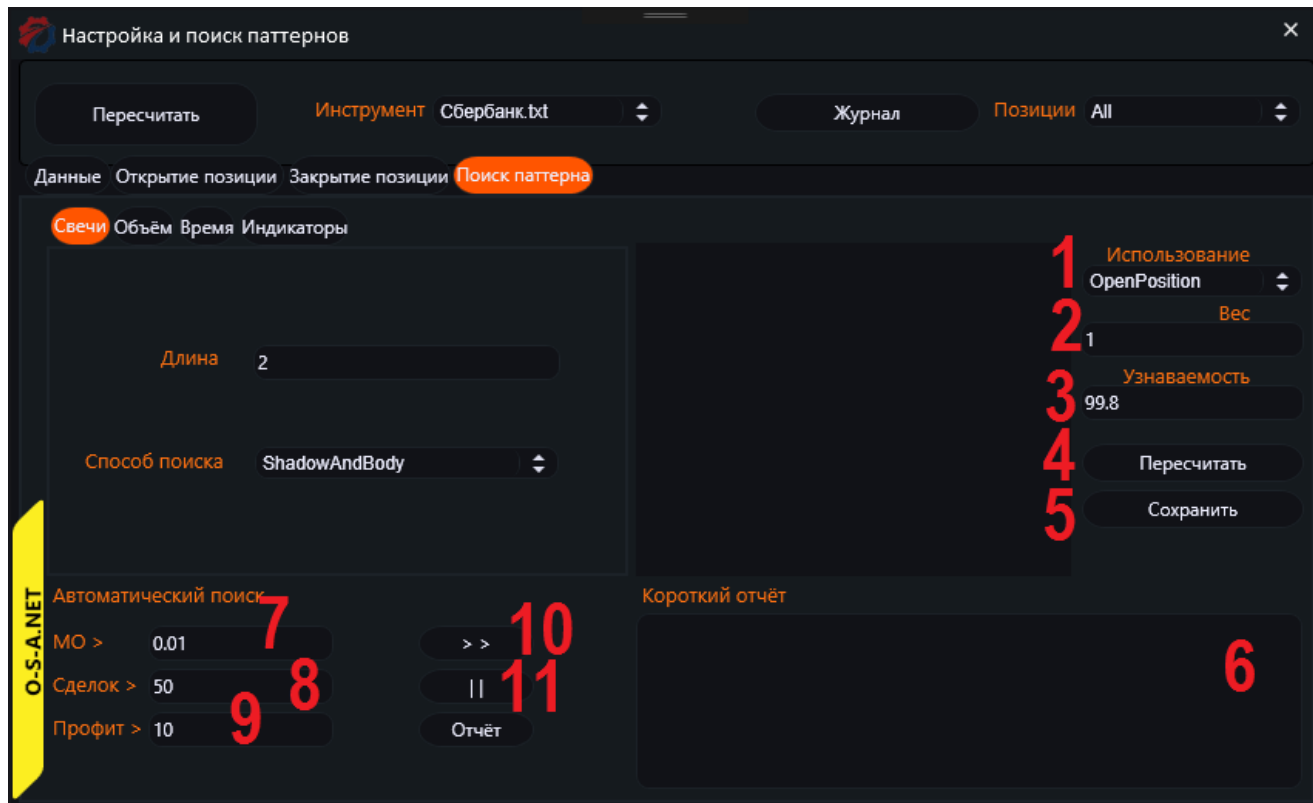 Настройка и поиск паттернов ×
Пересчитать Инструмент Сбербанк.txt Журнал Позиции All
Данные Открытие позиции Закрытие позиции Поиск паттерна
Свечи Объём Время Индикаторы
1 Использование
OpenPosition
2 Вес
1
Длина 2
3 Узнаваемость
99.8
Способ поиска ShadowAndBody
4 Пересчитать
5 Сохранить
O-S-A.NET
Автоматический поиск
Короткий отчёт
МО > 0.01 7 > > 10
Сделок > 50 8 || 11
Профит > 10 9 Отчёт
6